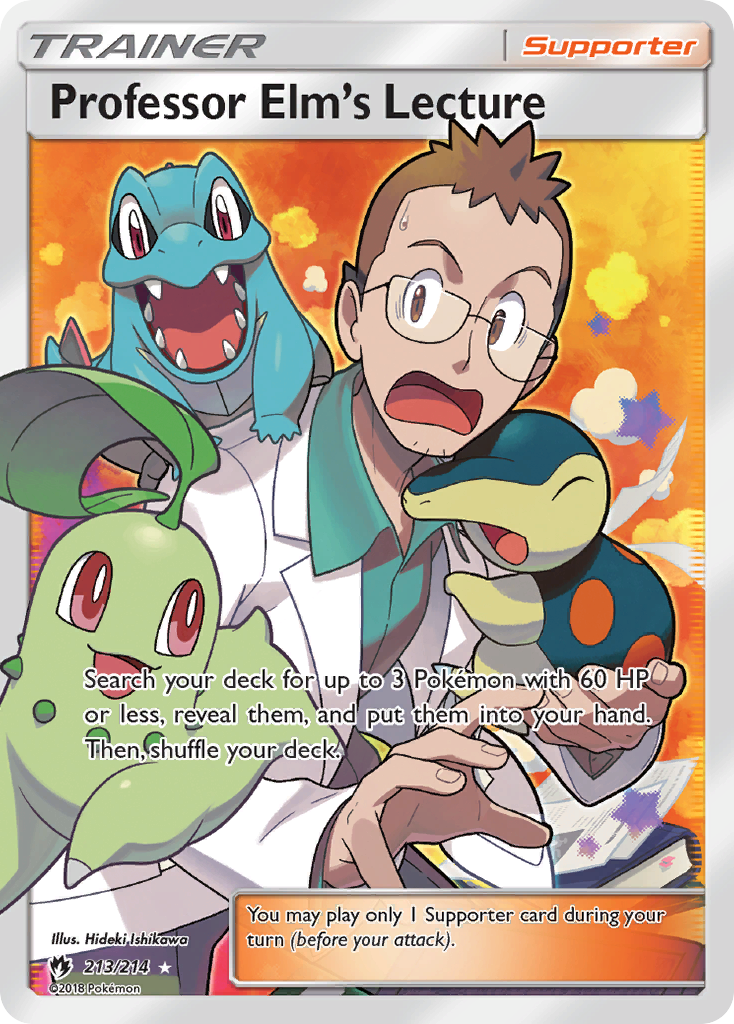 TRAINER
Supporter
Professor Elm's Lecture
Search your deck for up to 3 Pokémon with 60 HP
or less, reveal them, and put them into your hand.
Then, shuffle your deck.
You may play only 1 Supporter card during your
turn (before your attack).
Illus. Hideki Ishikawa
213/214 ★
©2018 Pokémon